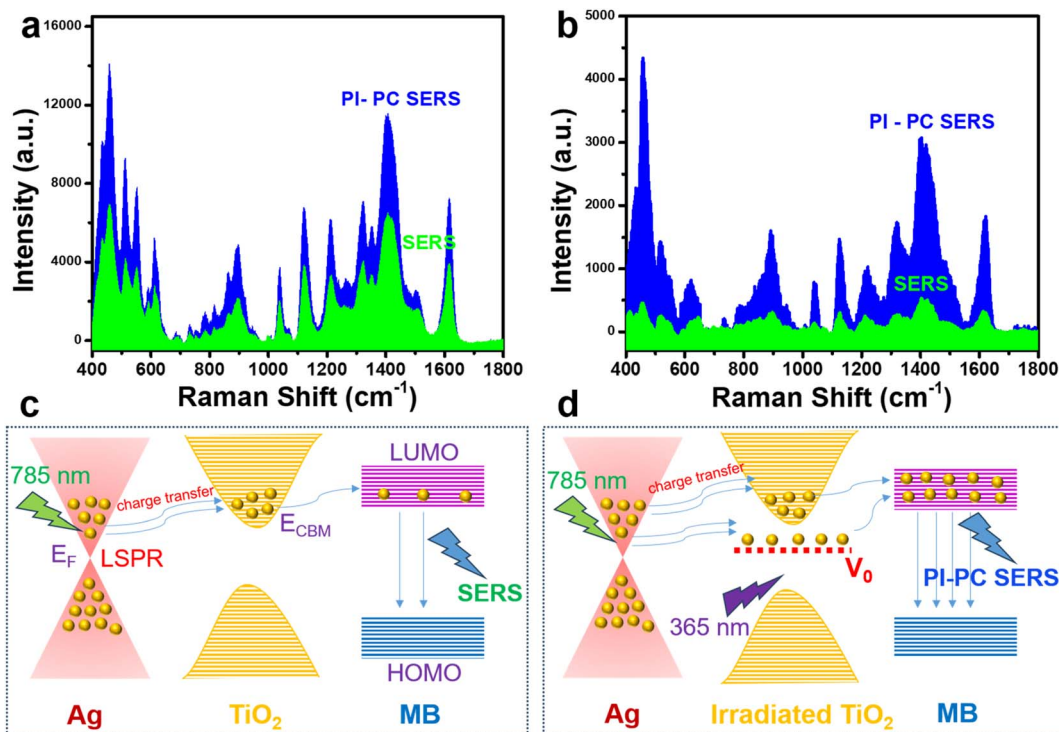 a
16000
12000
8000
4000
0
Intensity (a.u.)
PI- PC SERS
SERS
400 600 800 1000 1200 1400 1600 1800
Raman Shift (cm⁻¹)
b
5000
4000
3000
2000
1000
0
Intensity (a.u.)
PI - PC SERS
SERS
400 600 800 1000 1200 1400 1600 1800
Raman Shift (cm⁻¹)
c
785 nm
charge transfer
E_F
LSPR
E_CBM
LUMO
SERS
HOMO
Ag
TiO₂
MB
d
785 nm
charge transfer
V₀
365 nm
PI-PC SERS
Ag
Irradiated TiO₂
MB